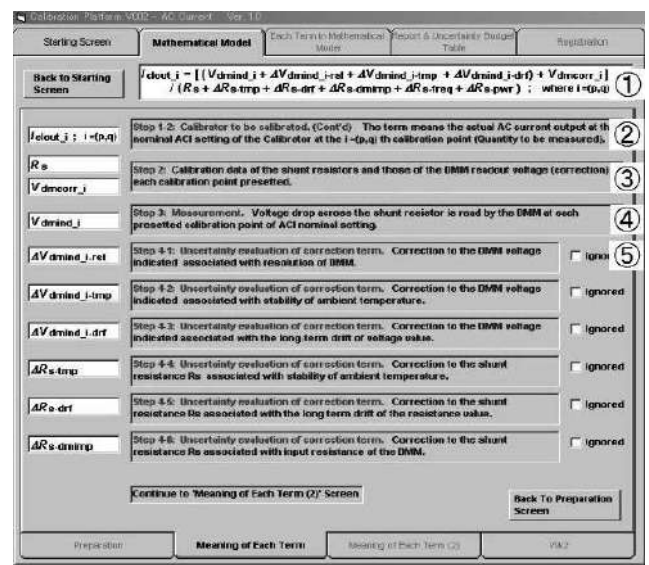 Calibration Platform V002 - AC Current Ver 1.0
Starting Screen
Mathematical Model
Each Term in Mathematical Model
Report & Uncertainty Budget Table
Registration
Back to Starting Screen
Iclout_i = [ ( Vdmind_i + ΔVdmind_i-rel + ΔVdmind_i-tmp + ΔVdmind_i-drf) + Vdmcorr_i ]
/ ( Rs + ΔRs-tmp + ΔRs-drf + ΔRs-dmimp + ΔRs-freq + ΔRs-pwr ) ; where i=(p,q)
①
Iclout_i ; i=(p,q)
Step 1-2: Calibrator to be calibrated. (Cont'd) The term means the actual AC current output at th
nominal ACI setting of the Calibrator at the i =(p,q) th calibration point (Quantity to be measured).
②
Rs
Vdmcorr_i
Step 2: Calibration data of the shunt resistors and those of the DMM readout voltage (correction)
each calibration point presetted.
③
Vdmind_i
Step 3: Measurement. Voltage drop across the shunt resistor is read by the DMM at each
presetted calibration point of ACI nominal setting.
④
ΔVdmind_i.rel
Step 4-1: Uncertainty evaluation of correction term. Correction to the DMM voltage
indicated associated with resolution of DMM.
Ignor
⑤
ΔVdmind_i-tmp
Step 4-2: Uncertainty evaluation of correction term. Correction to the DMM voltage
indicated associated with stability of ambient temperature.
Ignored
ΔVdmind_i.drf
Step 4-3: Uncertainty evaluation of correction term. Correction to the DMM voltage
indicated associated with the long term drift of voltage value.
Ignored
ΔRs-tmp
Step 4-4: Uncertainty evaluation of correction term. Correction to the shunt
resistance Rs associated with stability of ambient temperature.
Ignored
ΔRs-drf
Step 4-5: Uncertainty evaluation of correction term. Correction to the shunt
resistance Rs associated with the long term drift of the resistance value.
Ignored
ΔRs-dmimp
Step 4-6: Uncertainty evaluation of correction term. Correction to the shunt
resistance Rs associated with input resistance of the DMM.
Ignored
Continue to 'Meaning of Each Term (2)' Screen
Back To Preparation
Screen
Preparation
Meaning of Each Term
Meaning of Each Term (2)